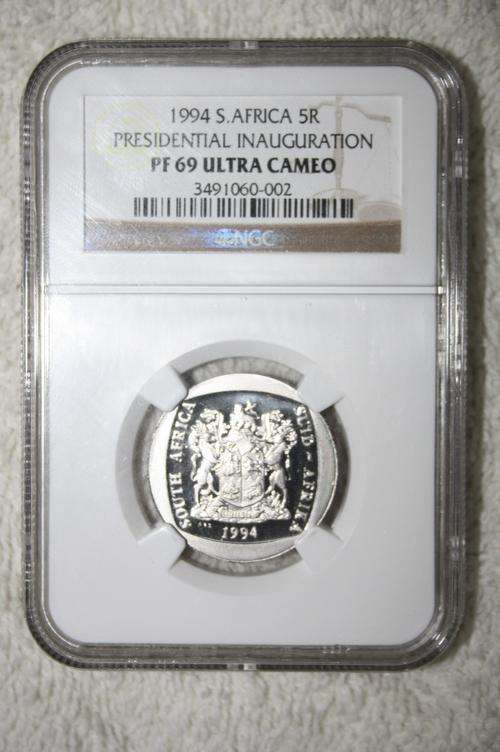 1994 S.AFRICA 5R
PRESIDENTIAL INAUGURATION
PF 69 ULTRA CAMEO
3491060-002
NGC
SOUTH AFRICA
SUID-AFRIKA
1994